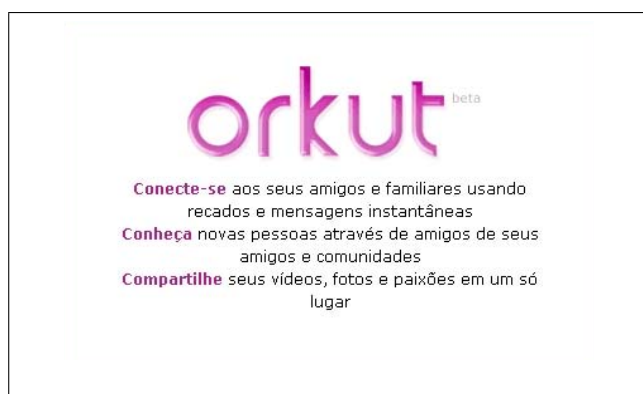 orkut beta
Conecte-se aos seus amigos e familiares usando
recados e mensagens instantâneas
Conheça novas pessoas através de amigos de seus
amigos e comunidades
Compartilhe seus vídeos, fotos e paixões em um só
lugar